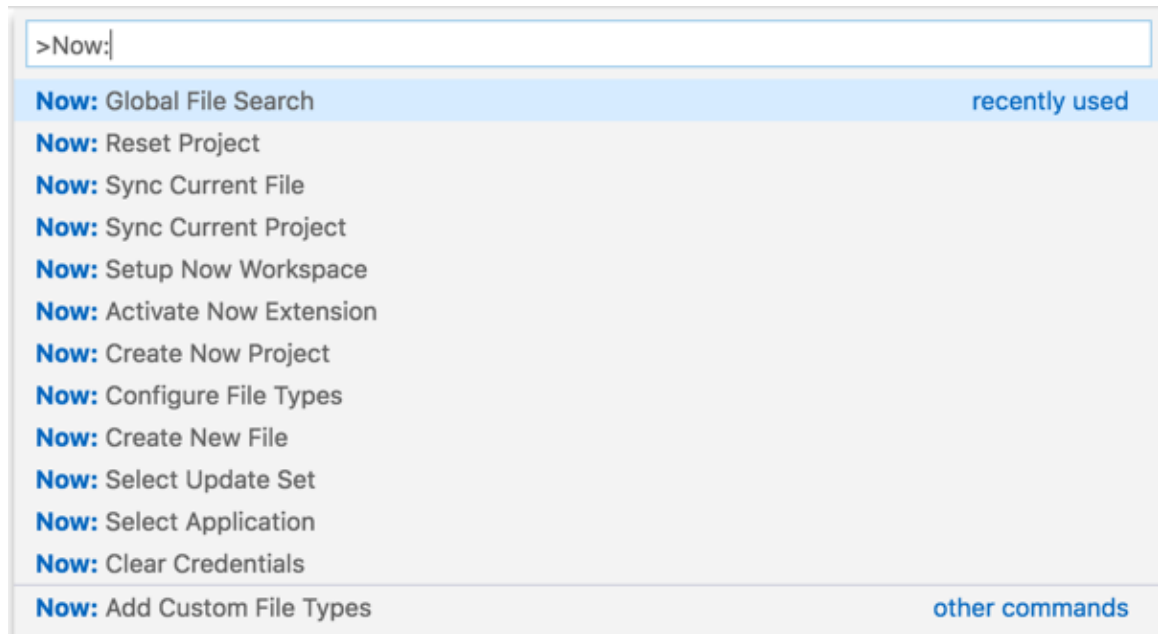 >Now:
Now: Global File Search recently used
Now: Reset Project
Now: Sync Current File
Now: Sync Current Project
Now: Setup Now Workspace
Now: Activate Now Extension
Now: Create Now Project
Now: Configure File Types
Now: Create New File
Now: Select Update Set
Now: Select Application
Now: Clear Credentials
Now: Add Custom File Types other commands